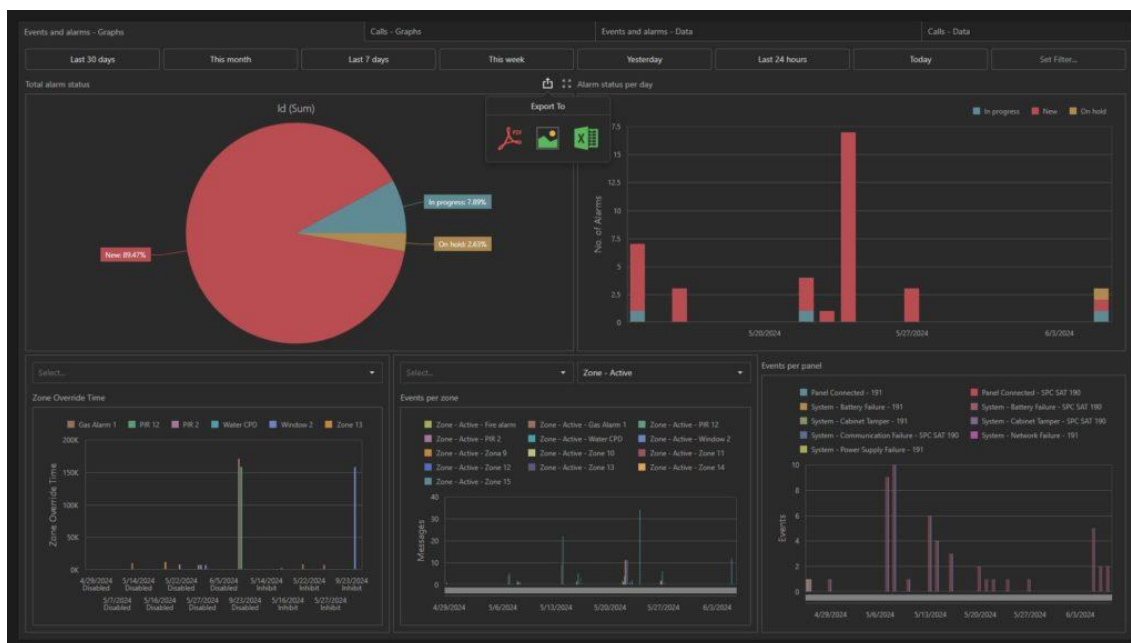 Events and alarms - Graphs
Calls - Graphs
Events and alarms - Data
Calls - Data
Last 30 days
This month
Last 7 days
This week
Yesterday
Last 24 hours
Today
Set Filter...
Total alarm status
Id (Sum)
New: 89.47%
In progress: 7.89%
On hold: 2.63%
Export To
PDF
Alarm status per day
In progress
New
On hold
No. of Alarms
17.5
15
12.5
10
7.5
5
2.5
0
5/20/2024
5/27/2024
6/3/2024
Select...
Zone Override Time
Gas Alarm 1
PIR 12
PIR 2
Water CPD
Window 2
Zone 13
Zone Override Time
200K
150K
100K
50K
0K
4/29/2024 5/14/2024 5/22/2024 6/5/2024 5/14/2024 5/22/2024 9/23/2024
Disabled Disabled Disabled Disabled Inhibit Inhibit Inhibit
5/7/2024 5/16/2024 5/27/2024 9/23/2024 5/16/2024 5/27/2024
Disabled Disabled Disabled Disabled Inhibit Inhibit
Select...
Zone - Active
Events per zone
Zone - Active - Fire alarm
Zone - Active - Gas Alarm 1
Zone - Active - PIR 12
Zone - Active - PIR 2
Zone - Active - Water CPD
Zone - Active - Window 2
Zone - Active - Zona 9
Zone - Active - Zone 10
Zone - Active - Zone 11
Zone - Active - Zone 12
Zone - Active - Zone 13
Zone - Active - Zone 14
Zone - Active - Zone 15
Messages
40
30
20
10
0
4/29/2024
5/6/2024
5/13/2024
5/20/2024
5/27/2024
6/3/2024
Events per panel
Panel Connected - 191
Panel Connected - SPC SAT 190
System - Battery Failure - 191
System - Battery Failure - SPC SAT 190
System - Cabinet Tamper - 191
System - Cabinet Tamper - SPC SAT 190
System - Communication Failure - SPC SAT 190
System - Network Failure - 191
System - Power Supply Failure - 191
Events
10
8
6
4
2
0
4/29/2024
5/6/2024
5/13/2024
5/20/2024
5/27/2024
6/3/2024